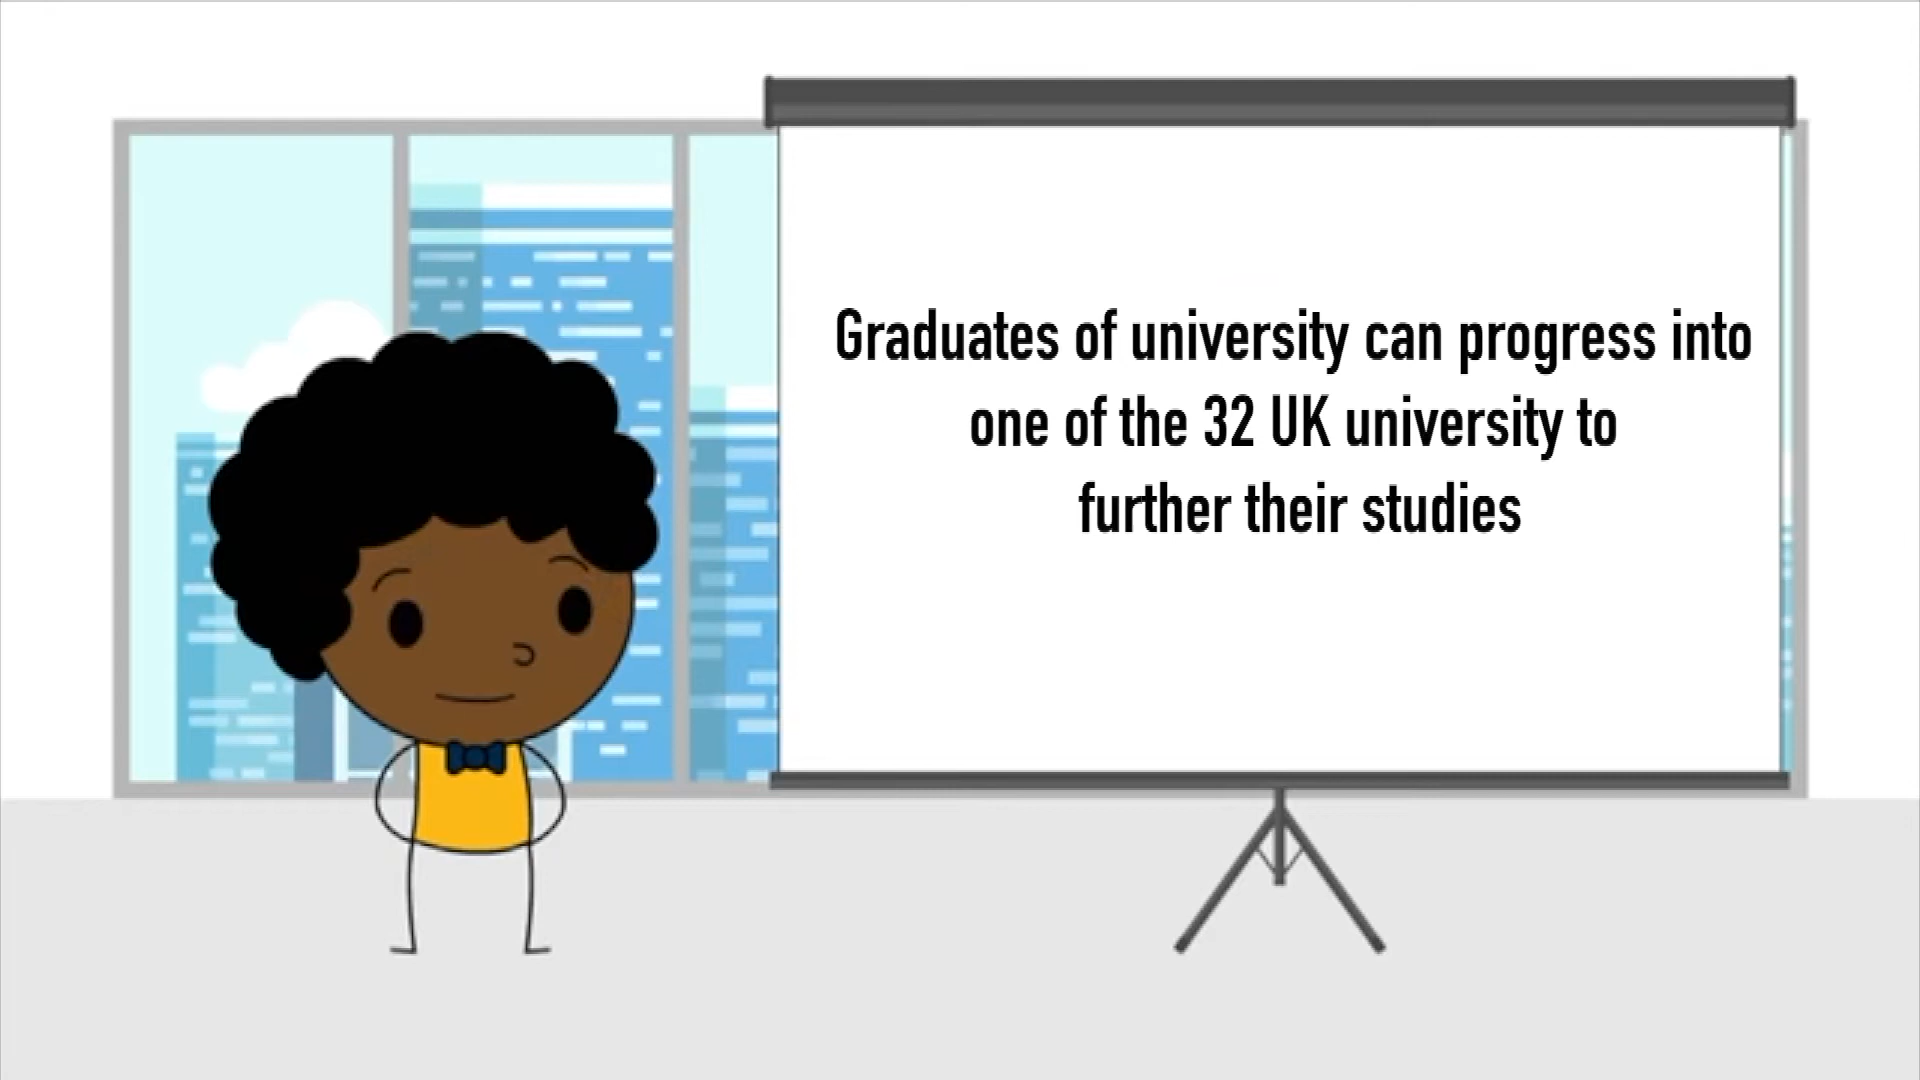 Graduates of university can progress into
one of the 32 UK university to
further their studies